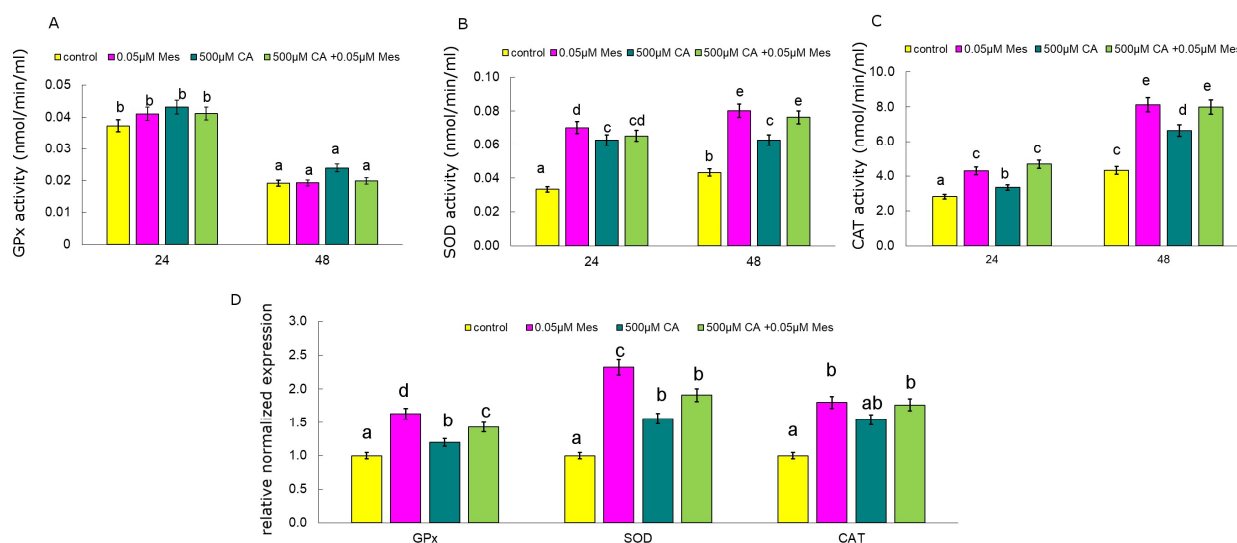 A
control 0.05μM Mes 500μM CA 500μM CA +0.05μM Mes
GPx activity (nmol/min/ml)
0.05
0.04
0.03
0.02
0.01
0
b b b b
a a a a
24 48
B
control 0.05μM Mes 500μM CA 500μM CA +0.05μM Mes
SOD activity (nmol/min/ml)
0.10
0.08
0.06
0.04
0.02
0.00
a d c cd
b e c e
24 48
C
control 0.05μM Mes 500μM CA 500μM CA +0.05μM Mes
CAT activity (nmol/min/ml)
10.0
8.0
6.0
4.0
2.0
0.0
a c b c
c e d e
24 48
D
control 0.05μM Mes 500μM CA 500μM CA +0.05μM Mes
relative normalized expression
3.0
2.5
2.0
1.5
1.0
0.5
0.0
a d b c
a c b b
a b ab b
GPx SOD CAT